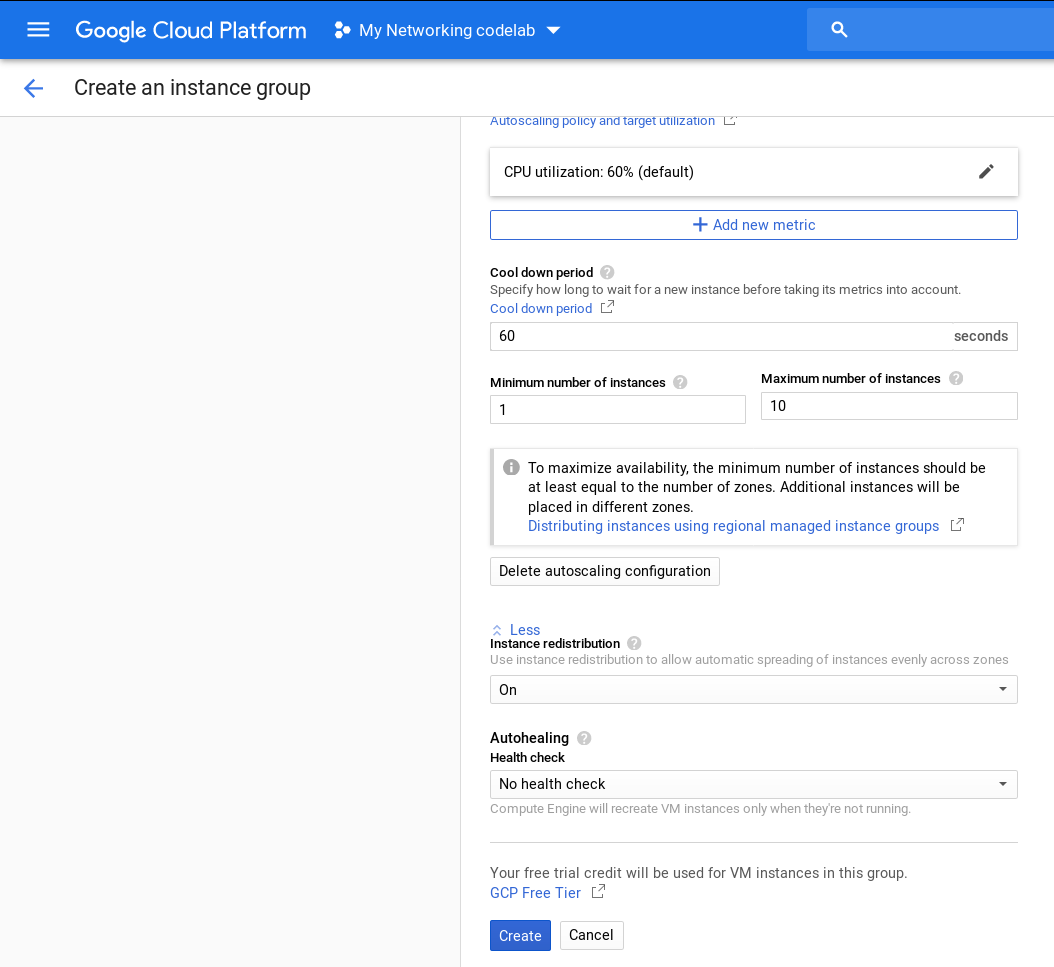 Google Cloud Platform
My Networking codelab
Create an instance group
Autoscaling policy and target utilization
CPU utilization: 60% (default)
Add new metric
Cool down period
Specify how long to wait for a new instance before taking its metrics into account.
Cool down period
60 seconds
Minimum number of instances
Maximum number of instances
1
10
To maximize availability, the minimum number of instances should be
at least equal to the number of zones. Additional instances will be
placed in different zones.
Distributing instances using regional managed instance groups
Delete autoscaling configuration
Less
Instance redistribution
Use instance redistribution to allow automatic spreading of instances evenly across zones
On
Autohealing
Health check
No health check
Compute Engine will recreate VM instances only when they're not running.
Your free trial credit will be used for VM instances in this group.
GCP Free Tier
Create
Cancel